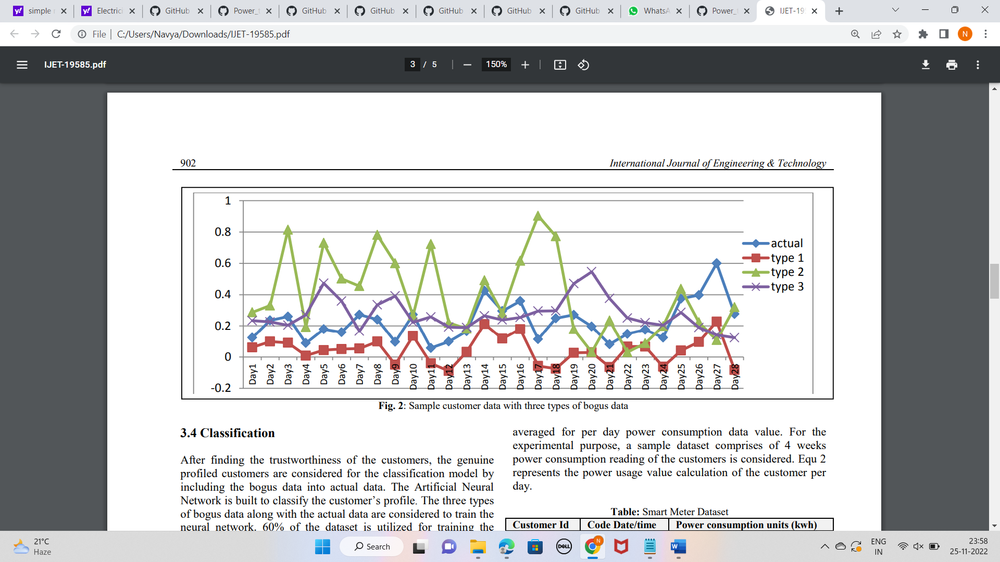 simple r
Electrici
GitHub
Power_t
GitHub
GitHub
GitHub
GitHub
GitHub
WhatsA
Power_t
IJET-195
File
C:/Users/Navya/Downloads/IJET-19585.pdf
N
IJET-19585.pdf
3 / 5
150%
902
International Journal of Engineering & Technology
1
0.8
0.6
0.4
0.2
0
-0.2
Day1
Day2
Day3
Day4
Day5
Day6
Day7
Day8
Day9
Day10
Day11
Day12
Day13
Day14
Day15
Day16
Day17
Day18
Day19
Day20
Day21
Day22
Day23
Day24
Day25
Day26
Day27
Day28
actual
type 1
type 2
type 3
Fig. 2: Sample customer data with three types of bogus data
3.4 Classification
After finding the trustworthiness of the customers, the genuine
profiled customers are considered for the classification model by
including the bogus data into actual data. The Artificial Neural
Network is built to classify the customer’s profile. The three types
of bogus data along with the actual data are considered to train the
neural network. 60% of the dataset is utilized for training the
averaged for per day power consumption data value. For the
experimental purpose, a sample dataset comprises of 4 weeks
power consumption reading of the customers is considered. Equ 2
represents the power usage value calculation of the customer per
day.
Table: Smart Meter Dataset
Customer Id
Code Date/time
Power consumption units (kwh)
21°C
Haze
Search
DELL
N
W
ENG
IN
23:58
25-11-2022